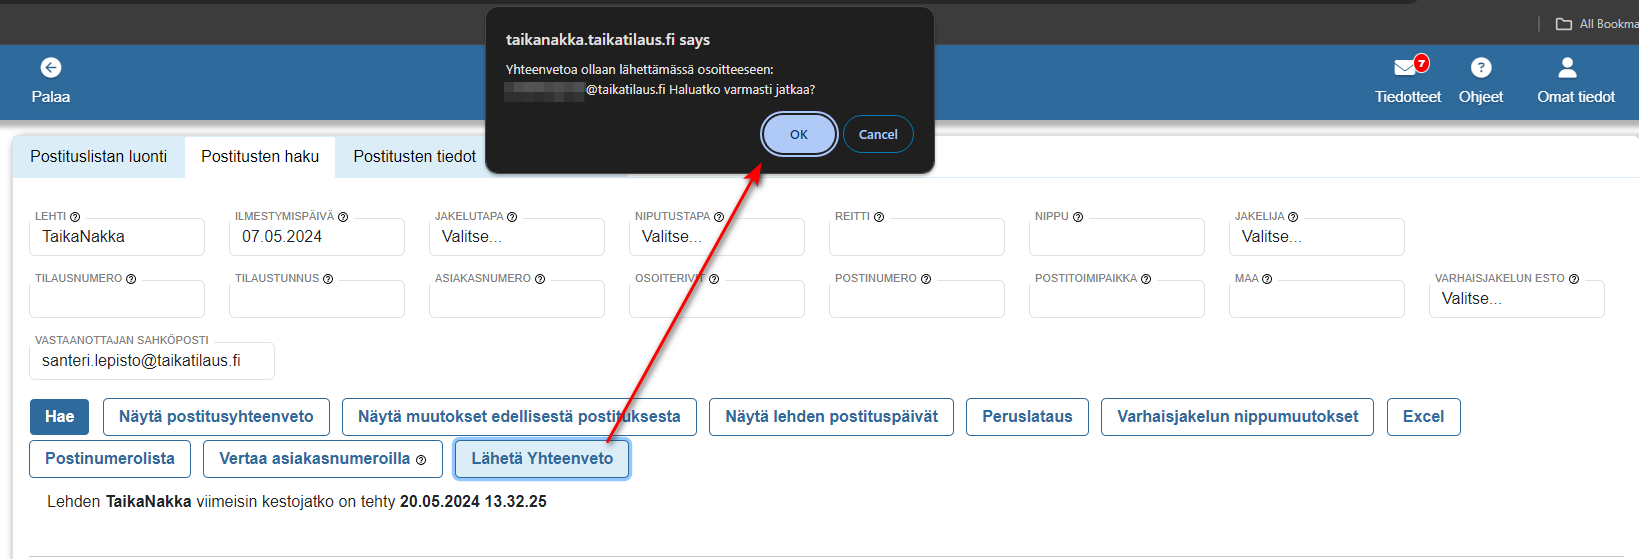 All Bookma
taikanakka.taikatilaus.fi says
Yhteenvetoa ollaan lähettämässä osoitteeseen:
@taikatilaus.fi Haluatko varmasti jatkaa?
OK Cancel
Palaa
7
Tiedotteet Ohjeet Omat tiedot
Postituslistan luonti Postitusten haku Postitusten tiedot
LEHTI ILMESTYMISPÄIVÄ JAKELUTAPA NIPUTUSTAPA REITTI NIPPU JAKELIJA
TaikaNakka 07.05.2024 Valitse... Valitse... Valitse...
TILAUSNUMERO TILAUSTUNNUS ASIAKASNUMERO OSOITERIVIT POSTINUMERO POSTITOIMIPAIKKA MAA VARHAISJAKELUN ESTO
Valitse...
VASTAANOTTAJAN SAHKÖPOSTI
santeri.lepisto@taikatilaus.fi
Hae Näytä postitusyhteenveto Näytä muutokset edellisestä postituksesta Näytä lehden postituspäivät Peruslataus Varhaisjakelun nippumuutokset Excel
Postinumerolista Vertaa asiakasnumeroilla Lähetä Yhteenveto
Lehden TaikaNakka viimeisin kestojatko on tehty 20.05.2024 13.32.25